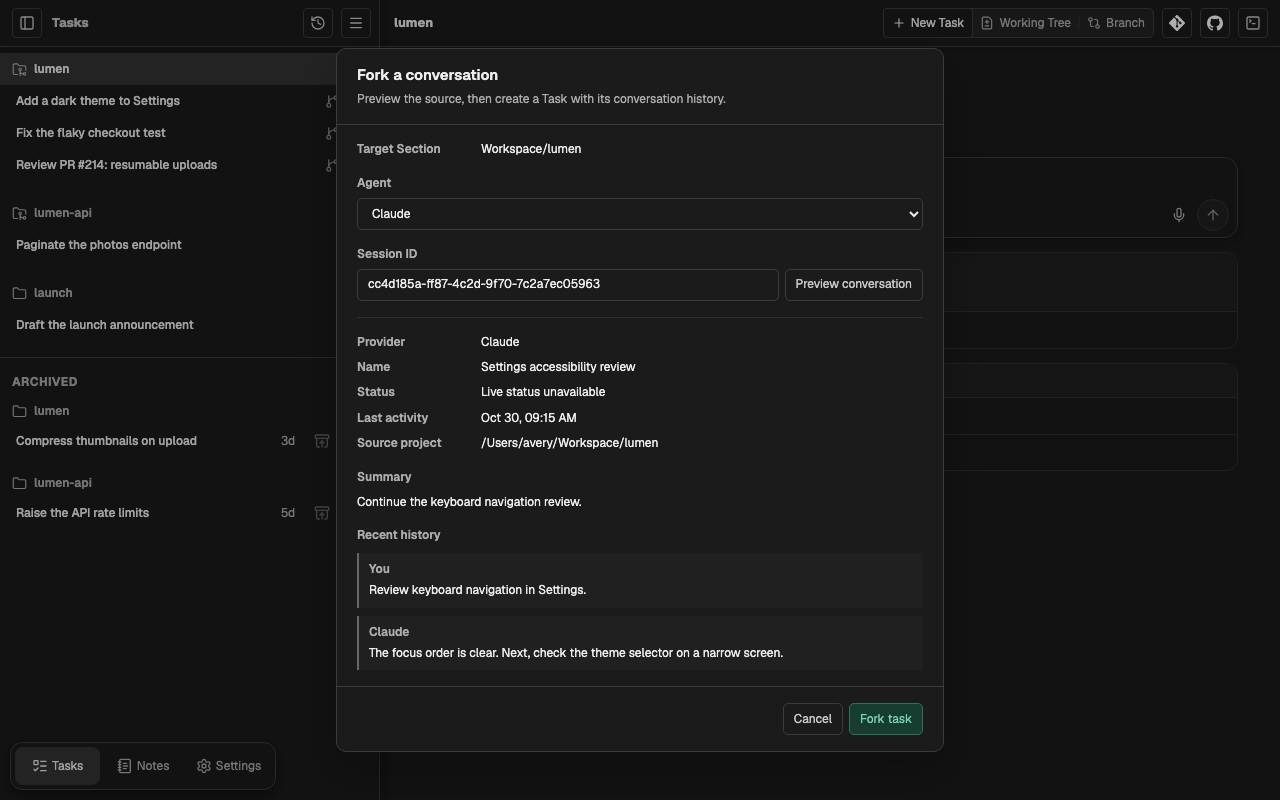 Tasks
lumen
New Task
Working Tree
Branch
lumen
Add a dark theme to Settings
Fix the flaky checkout test
Review PR #214: resumable uploads
lumen-api
Paginate the photos endpoint
launch
Draft the launch announcement
ARCHIVED
lumen
Compress thumbnails on upload 3d
lumen-api
Raise the API rate limits 5d
Tasks
Notes
Settings
Fork a conversation
Preview the source, then create a Task with its conversation history.
Target Section Workspace/lumen
Agent
Claude
Session ID
cc4d185a-ff87-4c2d-9f70-7c2a7ec05963
Preview conversation
Provider Claude
Name Settings accessibility review
Status Live status unavailable
Last activity Oct 30, 09:15 AM
Source project /Users/avery/Workspace/lumen
Summary
Continue the keyboard navigation review.
Recent history
You
Review keyboard navigation in Settings.
Claude
The focus order is clear. Next, check the theme selector on a narrow screen.
Cancel
Fork task